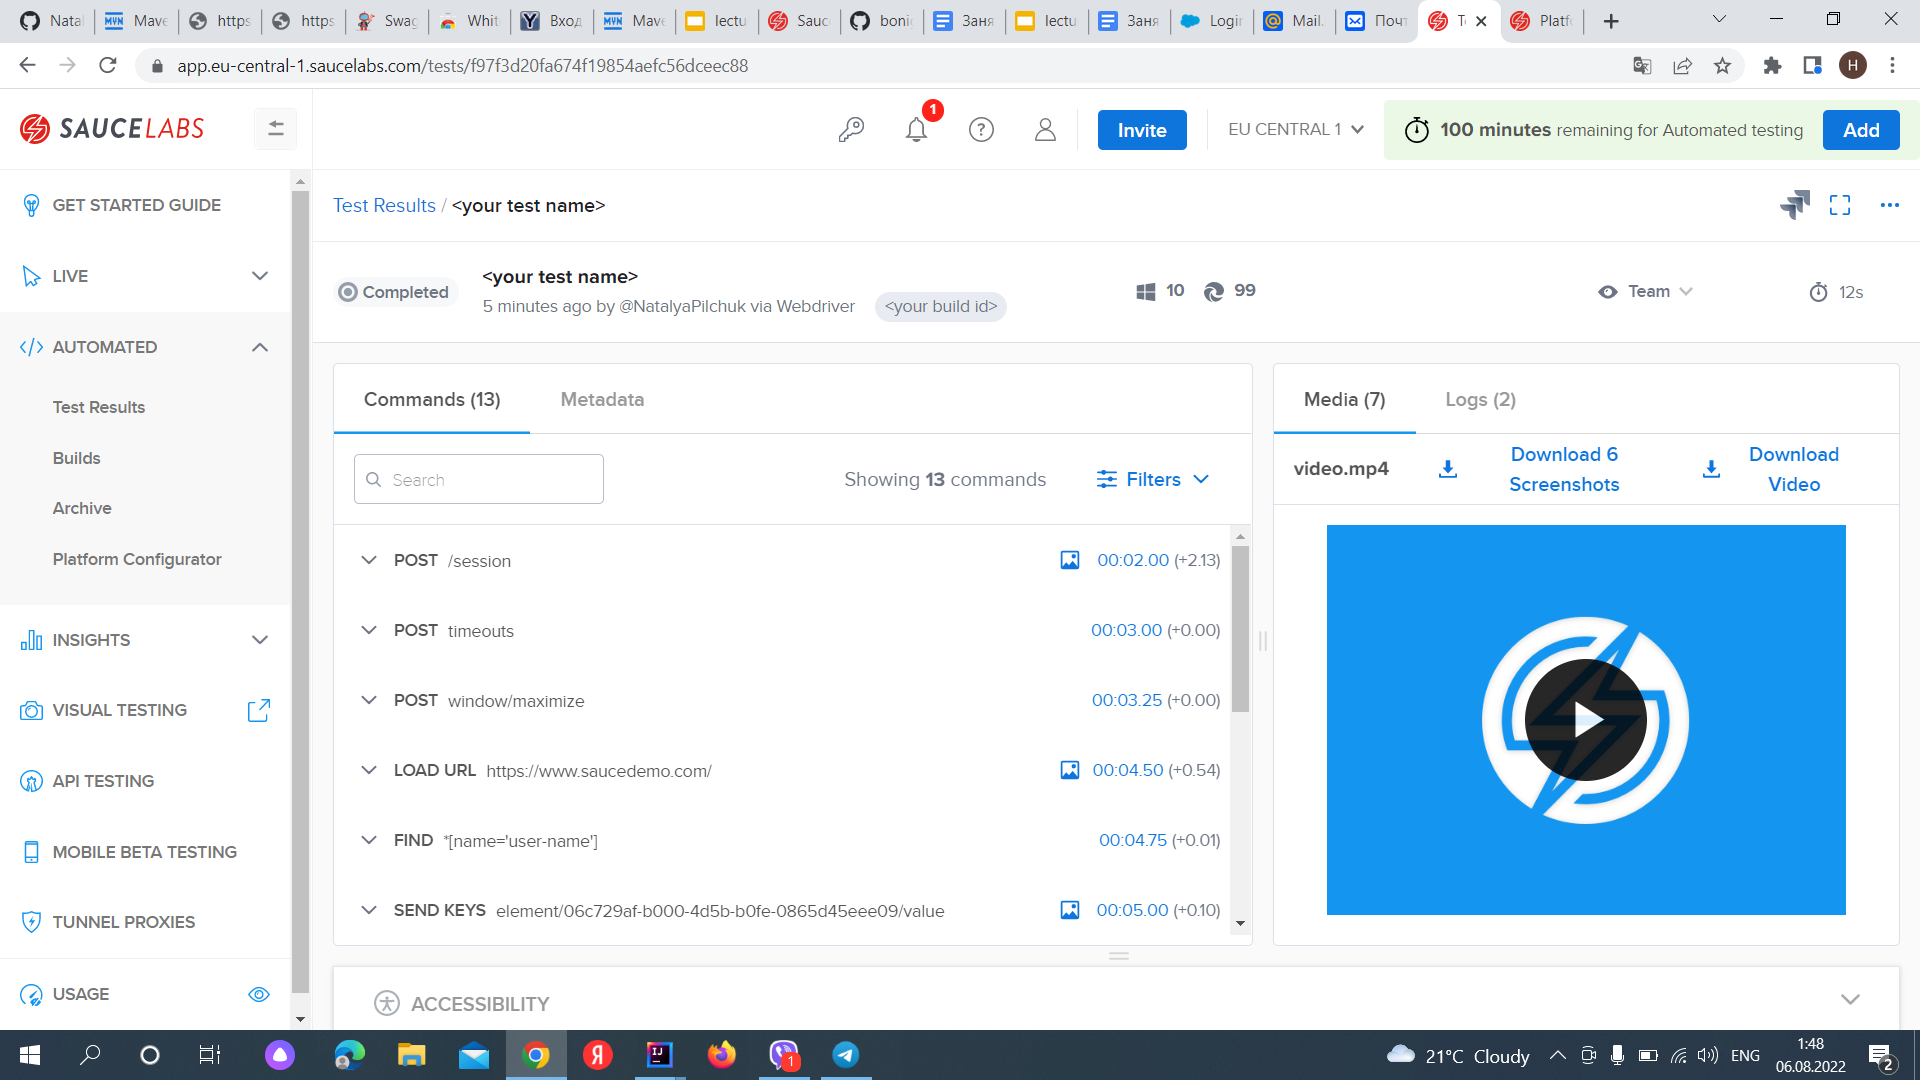 Natal
MVN Mave
https
https
Swag
White
Вход
MVN Mave
lectu
Sauc
boni
Заня
lectu
Заня
Login
Mail.
Почт
Te
Platf
app.eu-central-1.saucelabs.com/tests/f97f3d20fa674f19854aefc56dceec88
H
SAUCELABS
1
Invite
EU CENTRAL 1
100 minutes remaining for Automated testing
Add
GET STARTED GUIDE
LIVE
AUTOMATED
Test Results
Builds
Archive
Platform Configurator
INSIGHTS
VISUAL TESTING
API TESTING
MOBILE BETA TESTING
TUNNEL PROXIES
USAGE
Test Results / <your test name>
Completed
<your test name>
5 minutes ago by @NatalyaPilchuk via Webdriver
<your build id>
10
99
Team
12s
Commands (13)
Metadata
Search
Showing 13 commands
Filters
POST /session 00:02.00 (+2.13)
POST timeouts 00:03.00 (+0.00)
POST window/maximize 00:03.25 (+0.00)
LOAD URL https://www.saucedemo.com/ 00:04.50 (+0.54)
FIND *[name='user-name'] 00:04.75 (+0.01)
SEND KEYS element/06c729af-b000-4d5b-b0fe-0865d45eee09/value 00:05.00 (+0.10)
Media (7)
Logs (2)
video.mp4
Download 6
Screenshots
Download
Video
ACCESSIBILITY
Я
IJ
1
21°C Cloudy
ENG
1:48
06.08.2022
2